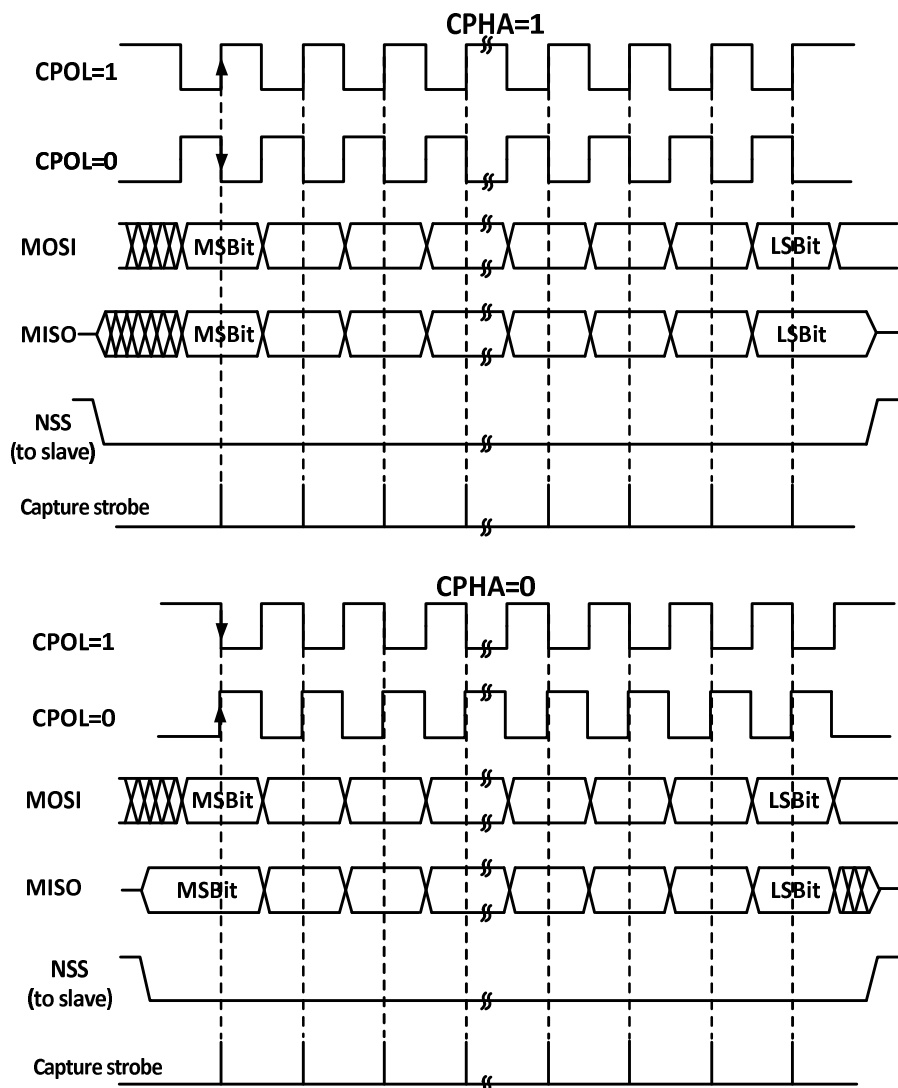 CPHA=1
CPOL=1
CPOL=0
MOSI
MSBit
LSBit
MISO
MSBit
LSBit
NSS
(to slave)
Capture strobe
CPHA=0
CPOL=1
CPOL=0
MOSI
MSBit
LSBit
MISO
MSBit
LSBit
NSS
(to slave)
Capture strobe